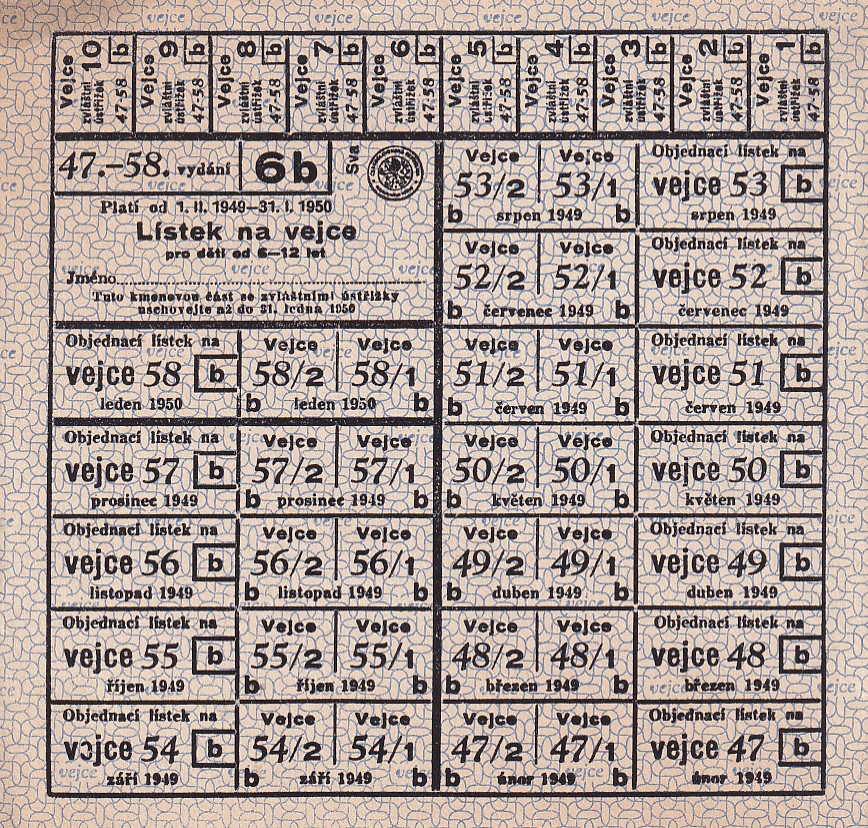 vejce vejce vejce vejce
Vejce 10 b
zvláštní
ústřižek 47-58
Vejce 9 b
zvláštní
ústřižek 47-58
Vejce 8 b
zvláštní
ústřižek 47-58
Vejce 7 b
zvláštní
ústřižek 47-58
Vejce 6 b
zvláštní
ústřižek 47-58
Vejce 5 b
zvláštní
ústřižek 47-58
Vejce 4 b
zvláštní
ústřižek 47-58
Vejce 3 b
zvláštní
ústřižek 47-58
Vejce 2 b
zvláštní
ústřižek 47-58
Vejce 1 b
zvláštní
ústřižek 47-58
47.–58. vydání 6b Sva
Platí od 1. II. 1949–31. I. 1950
Lístek na vejce
pro děti od 6–12 let
Jméno
Tuto kmenovou část se zvláštními ústřižky
uschovejte až do 31. ledna 1950
Objednací lístek na
vejce 58 b
leden 1950
Vejce Vejce
58/2 58/1
b leden 1950 b
Objednací lístek na
vejce 57 b
prosinec 1949
Vejce Vejce
57/2 57/1
b prosinec 1949 b
Objednací lístek na
vejce 56 b
listopad 1949
Vejce Vejce
56/2 56/1
b listopad 1949 b
Objednací lístek na
vejce 55 b
říjen 1949
Vejce Vejce
55/2 55/1
b říjen 1949 b
Objednací lístek na
vejce 54 b
září 1949
Vejce Vejce
54/2 54/1
b září 1949 b
Vejce Vejce
53/2 53/1
b srpen 1949 b
Objednací lístek na
vejce 53 b
srpen 1949
Vejce Vejce
52/2 52/1
b červenec 1949 b
Objednací lístek na
vejce 52 b
červenec 1949
Vejce Vejce
51/2 51/1
b červen 1949 b
Objednací lístek na
vejce 51 b
červen 1949
Vejce Vejce
50/2 50/1
b květen 1949 b
Objednací lístek na
vejce 50 b
květen 1949
Vejce Vejce
49/2 49/1
b duben 1949 b
Objednací lístek na
vejce 49 b
duben 1949
Vejce Vejce
48/2 48/1
b březen 1949 b
Objednací lístek na
vejce 48 b
březen 1949
Vejce Vejce
47/2 47/1
b únor 1949 b
Objednací lístek na
vejce 47 b
únor 1949